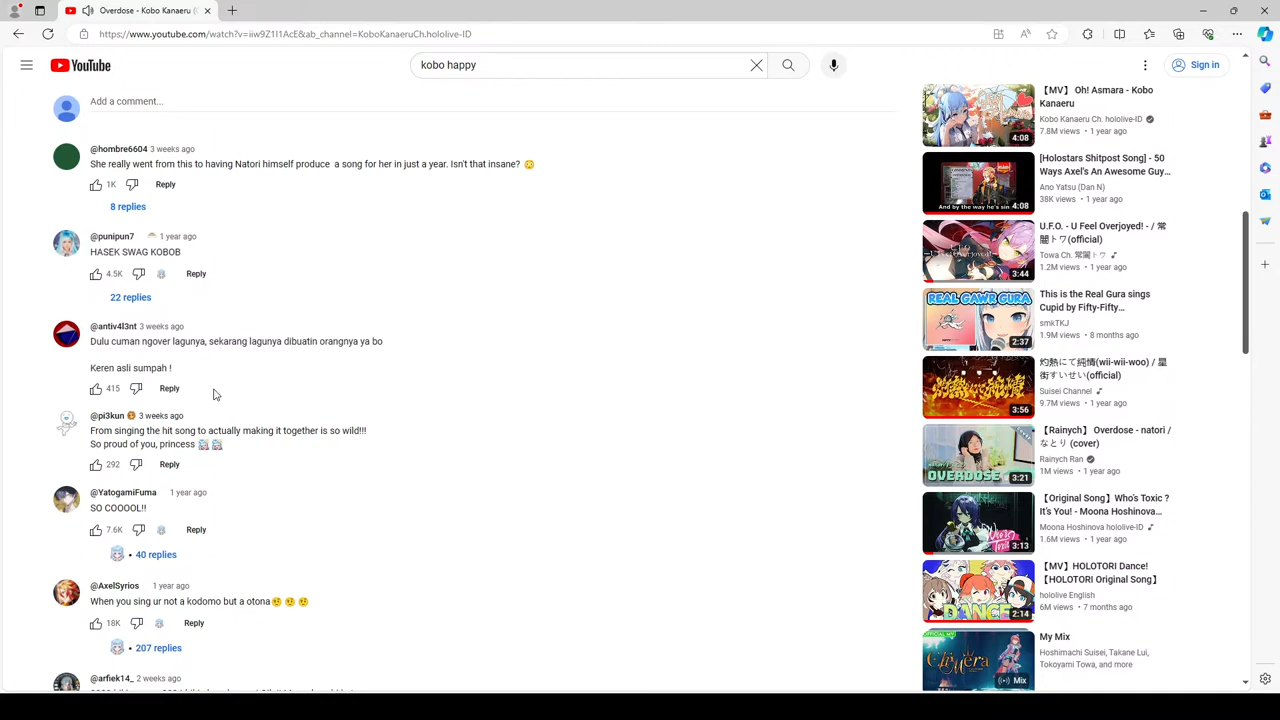 Overdose - Kobo Kanaeru (
https://www.youtube.com/watch?v=iiw9Z1I1AcE&ab_channel=KoboKanaeruCh.hololive-ID
YouTube
kobo happy
Sign in
Add a comment...
@hombre6604 3 weeks ago
She really went from this to having Natori himself produce a song for her in just a year. Isn't that insane?
1K Reply
8 replies
@punipun7 1 year ago
HASEK SWAG KOBOB
4.5K Reply
22 replies
@antiv4l3nt 3 weeks ago
Dulu cuman ngover lagunya, sekarang lagunya dibuatin orangnya ya bo
Keren asli sumpah !
415 Reply
@pi3kun 3 weeks ago
From singing the hit song to actually making it together is so wild!!!
So proud of you, princess
292 Reply
@YatogamiFuma 1 year ago
SO COOOOL!!
7.6K Reply
• 40 replies
@AxelSyrios 1 year ago
When you sing ur not a kodomo but a otona
18K Reply
• 207 replies
@arfiek14_ 2 weeks ago
4:08
【MV】 Oh! Asmara - Kobo
Kanaeru
Kobo Kanaeru Ch. hololive-ID
7.8M views • 1 year ago
And by the way he's sin
4:08
[Holostars Shitpost Song] - 50
Ways Axel's An Awesome Guy...
Ano Yatsu (Dan N)
38K views • 1 year ago
3:44
U.F.O. - U Feel Overjoyed! - / 常
闇トワ(official)
Towa Ch. 常闇トワ
1.2M views • 1 year ago
REAL GAWR GURA
2:37
This is the Real Gura sings
Cupid by Fifty-Fifty...
smkTKJ
1.9M views • 8 months ago
3:56
灼熱にて純情(wii-wii-woo) / 星
街すいせい(official)
Suisei Channel
9.7M views • 1 year ago
OVERDOSE
3:21
【Rainych】 Overdose - natori /
なとり (cover)
Rainych Ran
1M views • 1 year ago
3:13
【Original Song】Who's Toxic ?
It's You! - Moona Hoshinova...
Moona Hoshinova hololive-ID
1.6M views • 1 year ago
DANCE
2:14
【MV】HOLOTORI Dance!
【HOLOTORI Original Song】
hololive English
6M views • 7 months ago
Mix
My Mix
Hoshimachi Suisei, Takane Lui,
Tokoyami Towa, and more